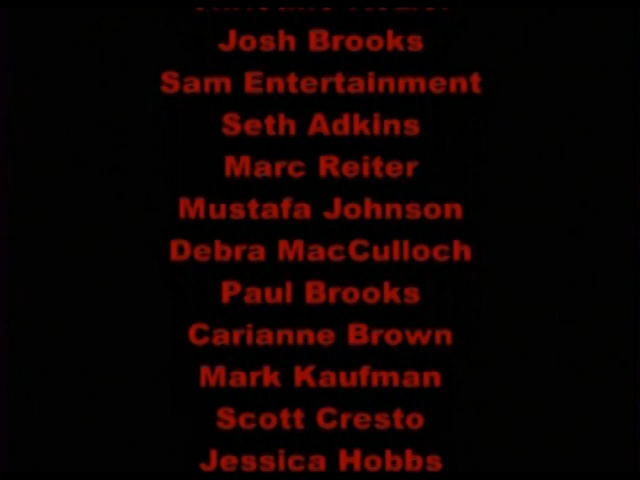 Josh Brooks
Sam Entertainment
Seth Adkins
Marc Reiter
Mustafa Johnson
Debra MacCulloch
Paul Brooks
Carianne Brown
Mark Kaufman
Scott Cresto
Jessica Hobbs